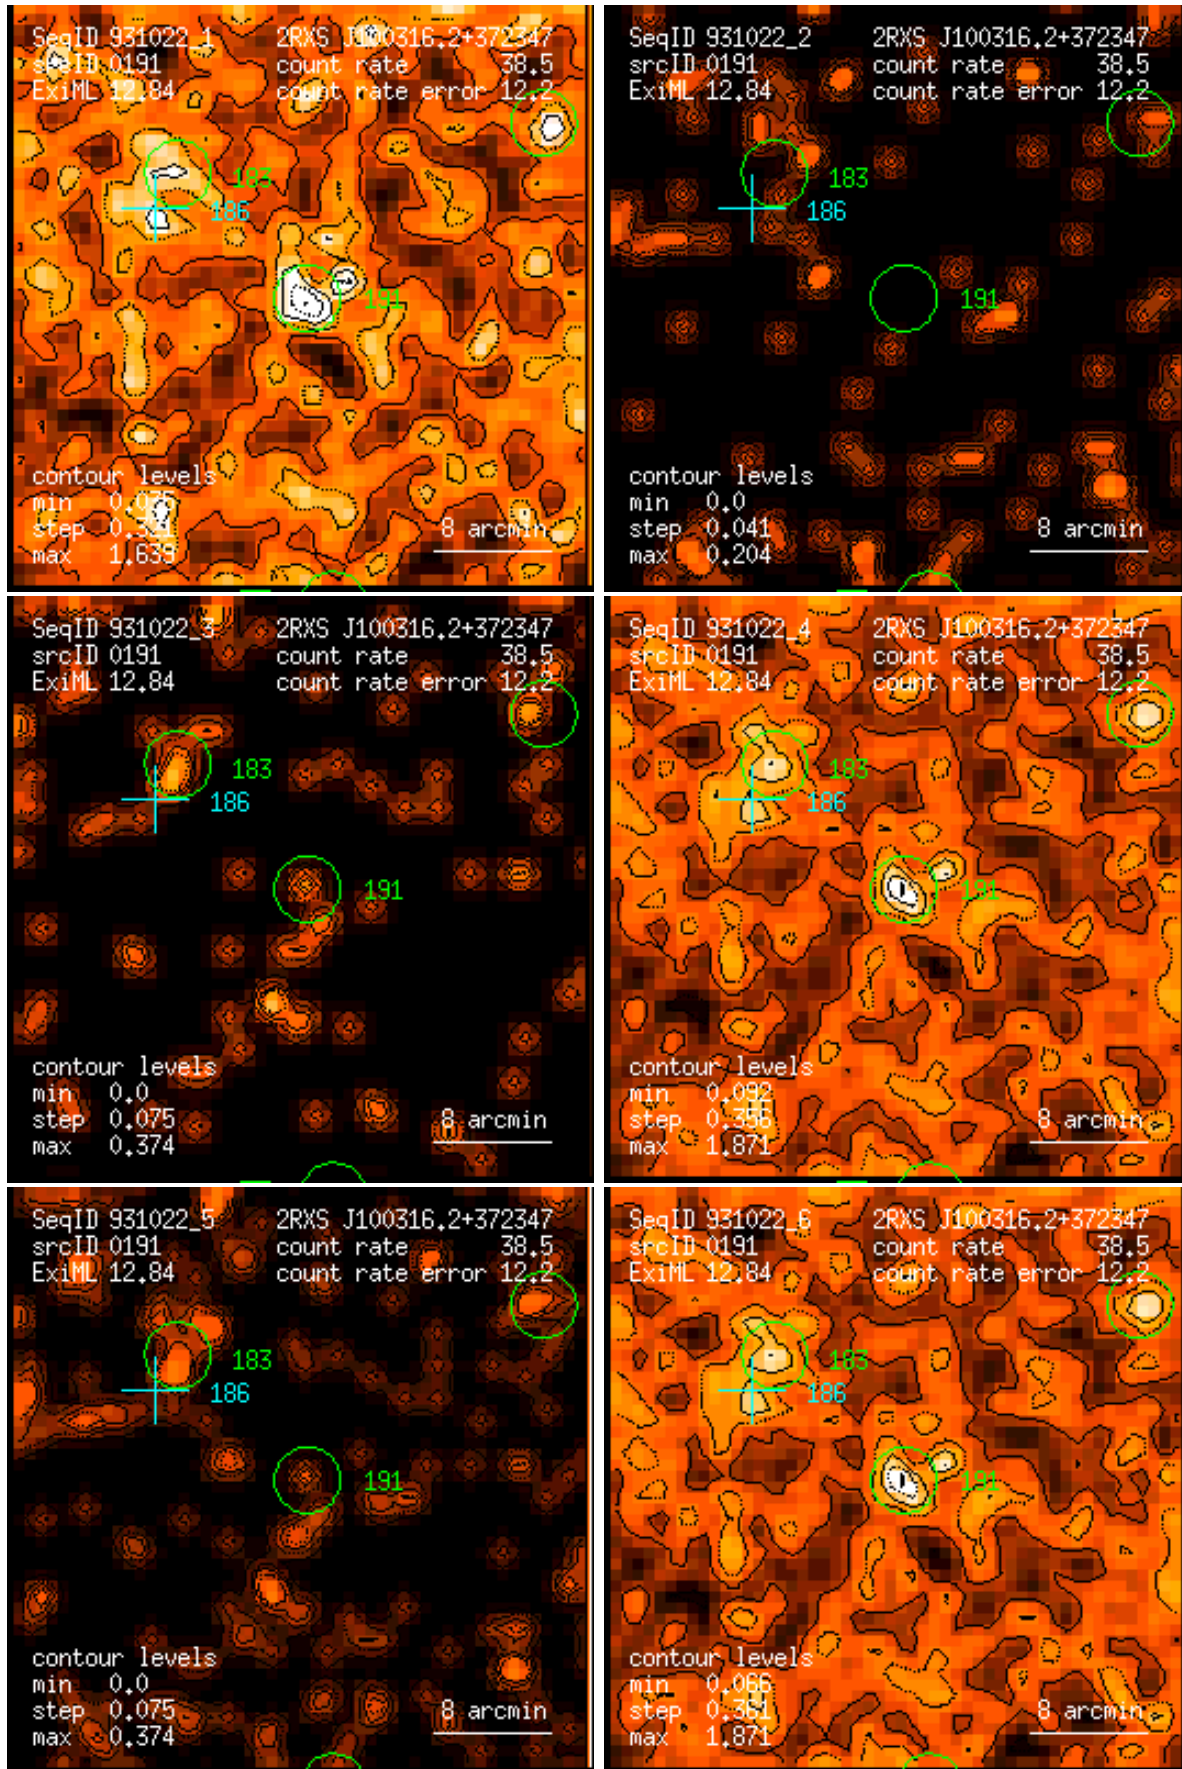 SeqID 931022_1 2RXS J100316.2+372347
srcID 0191 count rate 38.5
ExiML 12.84 count rate error 12.2
183
186
191
contour levels
min 0.075
step 0.321
max 1.639
8 arcmin
SeqID 931022_2 2RXS J100316.2+372347
srcID 0191 count rate 38.5
ExiML 12.84 count rate error 12.2
183
186
191
contour levels
min 0.0
step 0.041
max 0.204
8 arcmin
SeqID 931022_3 2RXS J100316.2+372347
srcID 0191 count rate 38.5
ExiML 12.84 count rate error 12.2
183
186
191
contour levels
min 0.0
step 0.075
max 0.374
8 arcmin
SeqID 931022_4 2RXS J100316.2+372347
srcID 0191 count rate 38.5
ExiML 12.84 count rate error 12.2
183
186
191
contour levels
min 0.092
step 0.356
max 1.871
8 arcmin
SeqID 931022_5 2RXS J100316.2+372347
srcID 0191 count rate 38.5
ExiML 12.84 count rate error 12.2
183
186
191
contour levels
min 0.0
step 0.075
max 0.374
8 arcmin
SeqID 931022_6 2RXS J100316.2+372347
srcID 0191 count rate 38.5
ExiML 12.84 count rate error 12.2
183
186
191
contour levels
min 0.066
step 0.361
max 1.871
8 arcmin